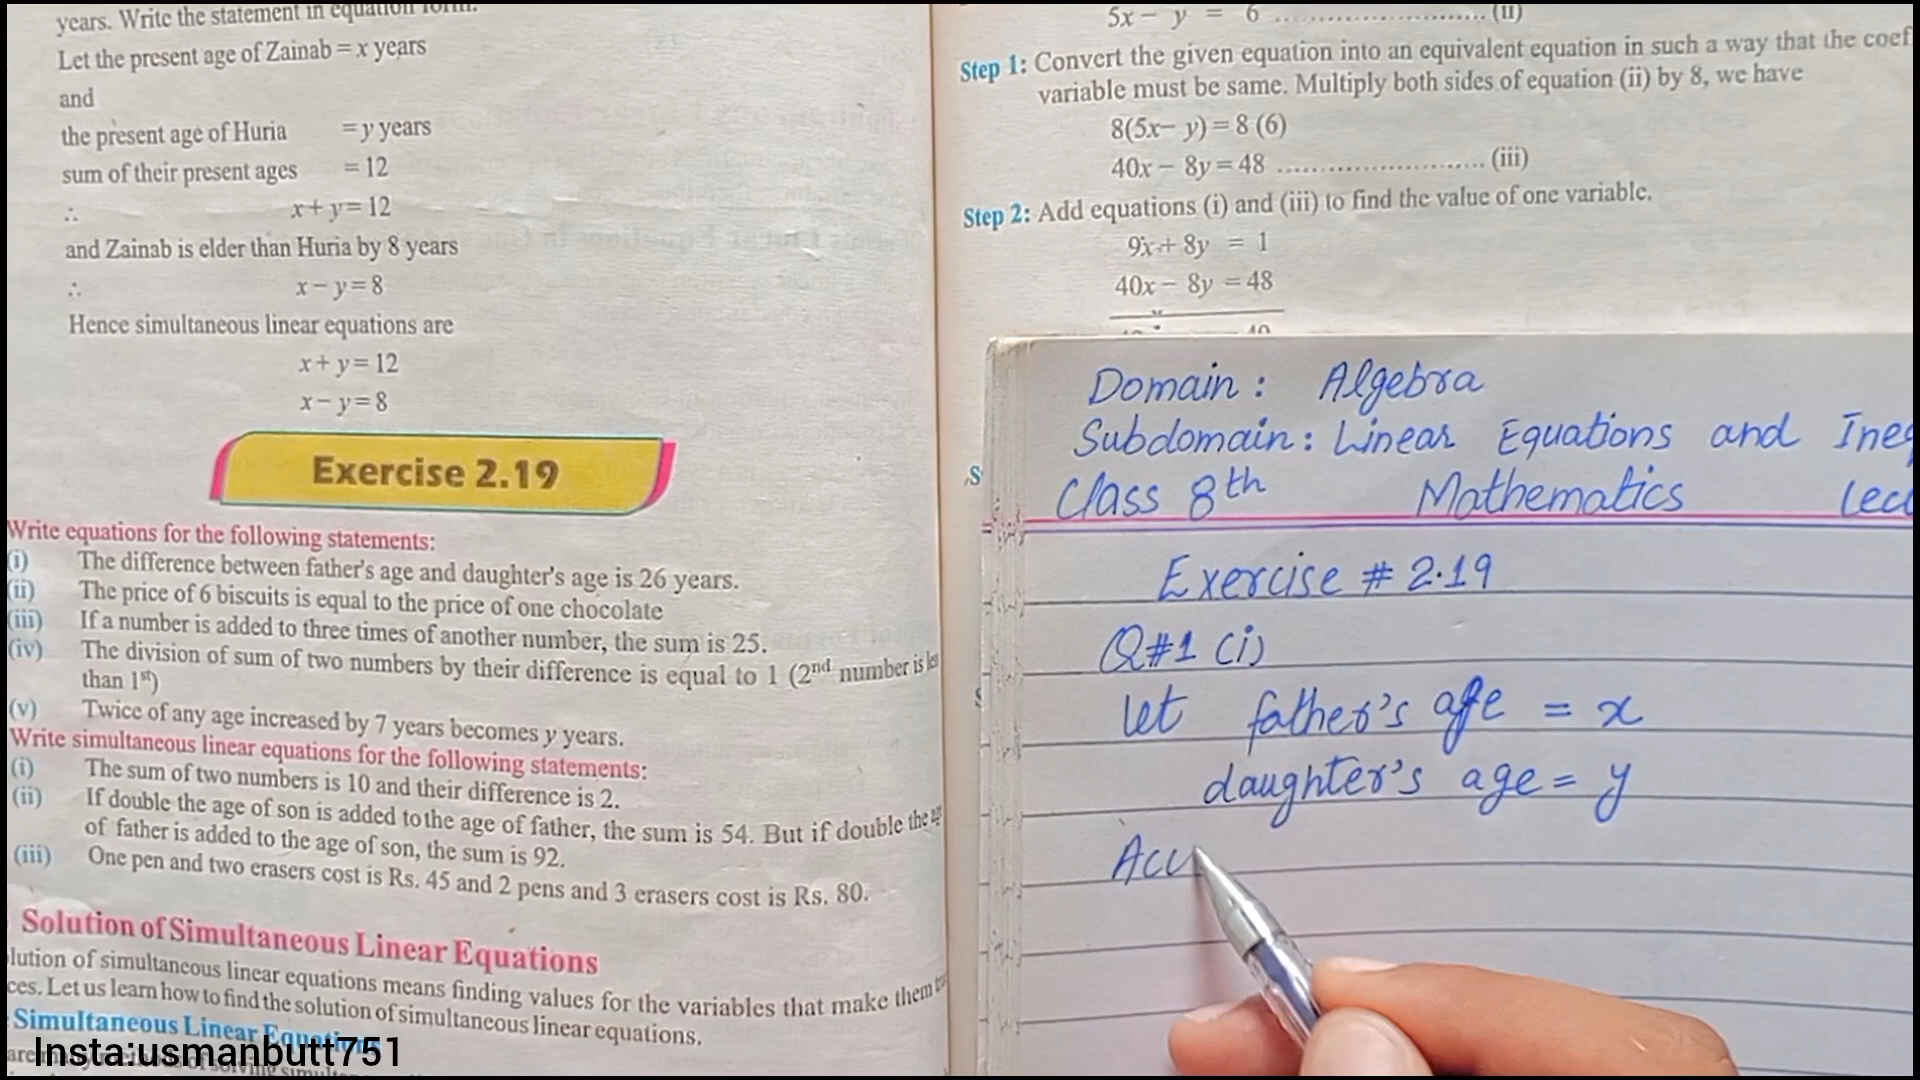 years. Write the statement in equation form.
Let the present age of Zainab = x years
and
the present age of Huria = y years
sum of their present ages = 12
∴ x + y = 12
and Zainab is elder than Huria by 8 years
∴ x − y = 8
Hence simultaneous linear equations are
x + y = 12
x − y = 8
Exercise 2.19
Write equations for the following statements:
(i) The difference between father's age and daughter's age is 26 years.
(ii) The price of 6 biscuits is equal to the price of one chocolate
(iii) If a number is added to three times of another number, the sum is 25.
(iv) The division of sum of two numbers by their difference is equal to 1 (2nd number is les
than 1st)
(v) Twice of any age increased by 7 years becomes y years.
Write simultaneous linear equations for the following statements:
(i) The sum of two numbers is 10 and their difference is 2.
(ii) If double the age of son is added to the age of father, the sum is 54. But if double the
of father is added to the age of son, the sum is 92.
(iii) One pen and two erasers cost is Rs. 45 and 2 pens and 3 erasers cost is Rs. 80.
Solution of Simultaneous Linear Equations
lution of simultaneous linear equations means finding values for the variables that make them
ces. Let us learn how to find the solution of simultaneous linear equations.
Simultaneous Linear Equations
Insta:usmanbutt751
5x − y = 6 .......................... (ii)
Step 1: Convert the given equation into an equivalent equation in such a way that the coef
variable must be same. Multiply both sides of equation (ii) by 8, we have
8(5x − y) = 8 (6)
40x − 8y = 48 .......................... (iii)
Step 2: Add equations (i) and (iii) to find the value of one variable.
9x + 8y = 1
40x − 8y = 48
Domain: Algebra
Subdomain: Linear Equations and Ineq
Class 8th Mathematics Lec
Exercise # 2.19
Q#1 (i)
let father's age = x
daughter's age = y
Acc